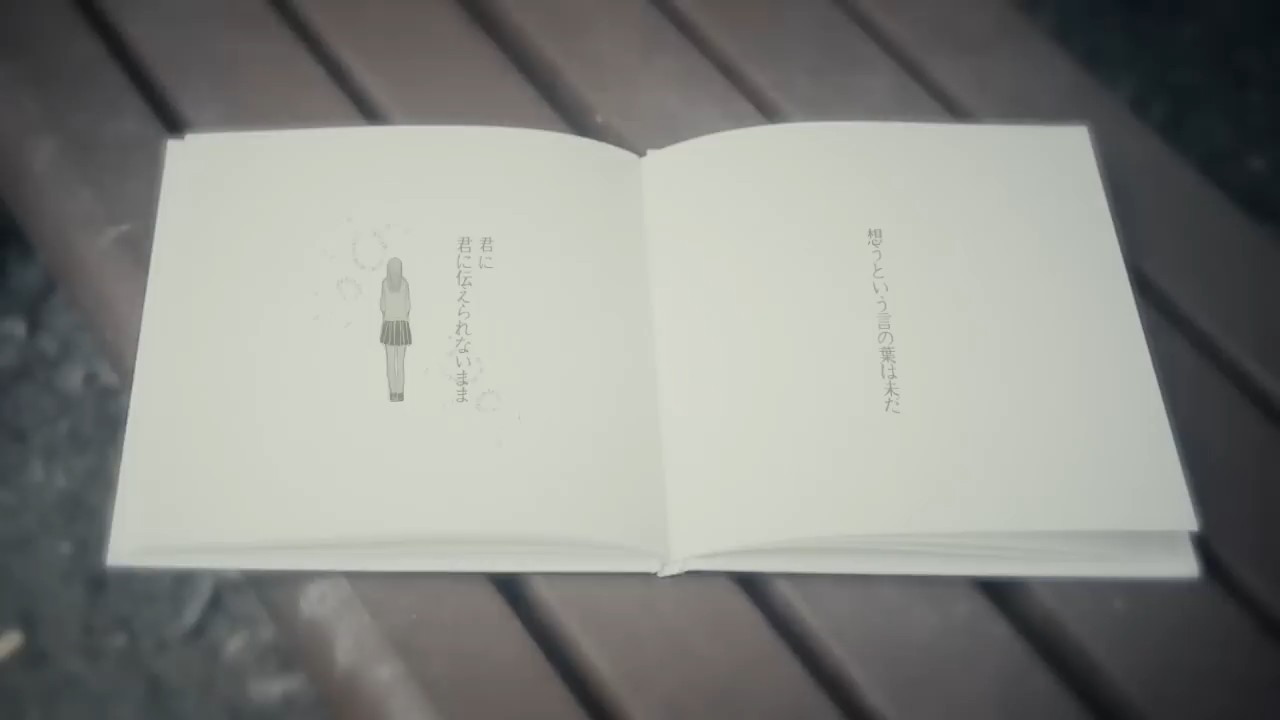 想うという言の葉は未だ
君に
君に伝えられないまま